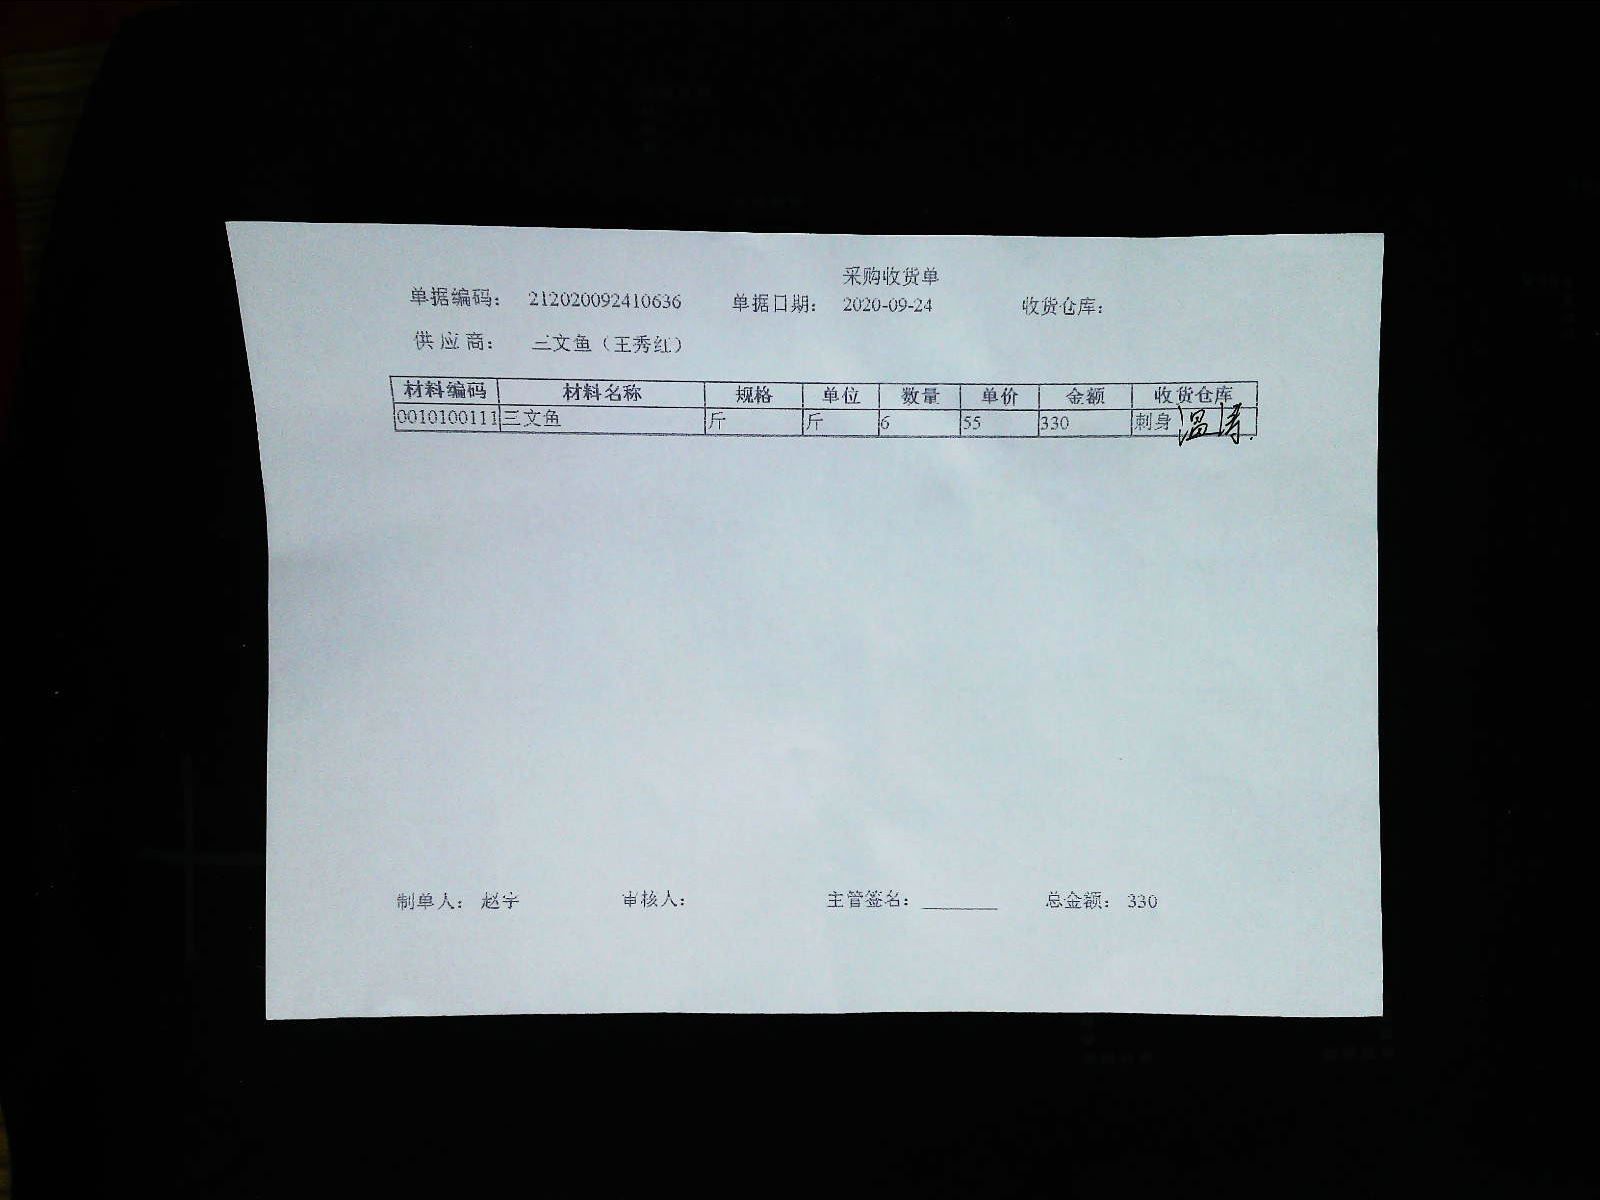 采购收货单
单据编码: 212020092410636 单据日期: 2020-09-24 收货仓库:
供应商: 三文鱼（王秀红）
材料编码 材料名称 规格 单位 数量 单价 金额 收货仓库
0010100111 三文鱼 斤 斤 6 55 330 刺身 温涛
制单人: 赵宇 审核人: 主管签名: ________ 总金额: 330